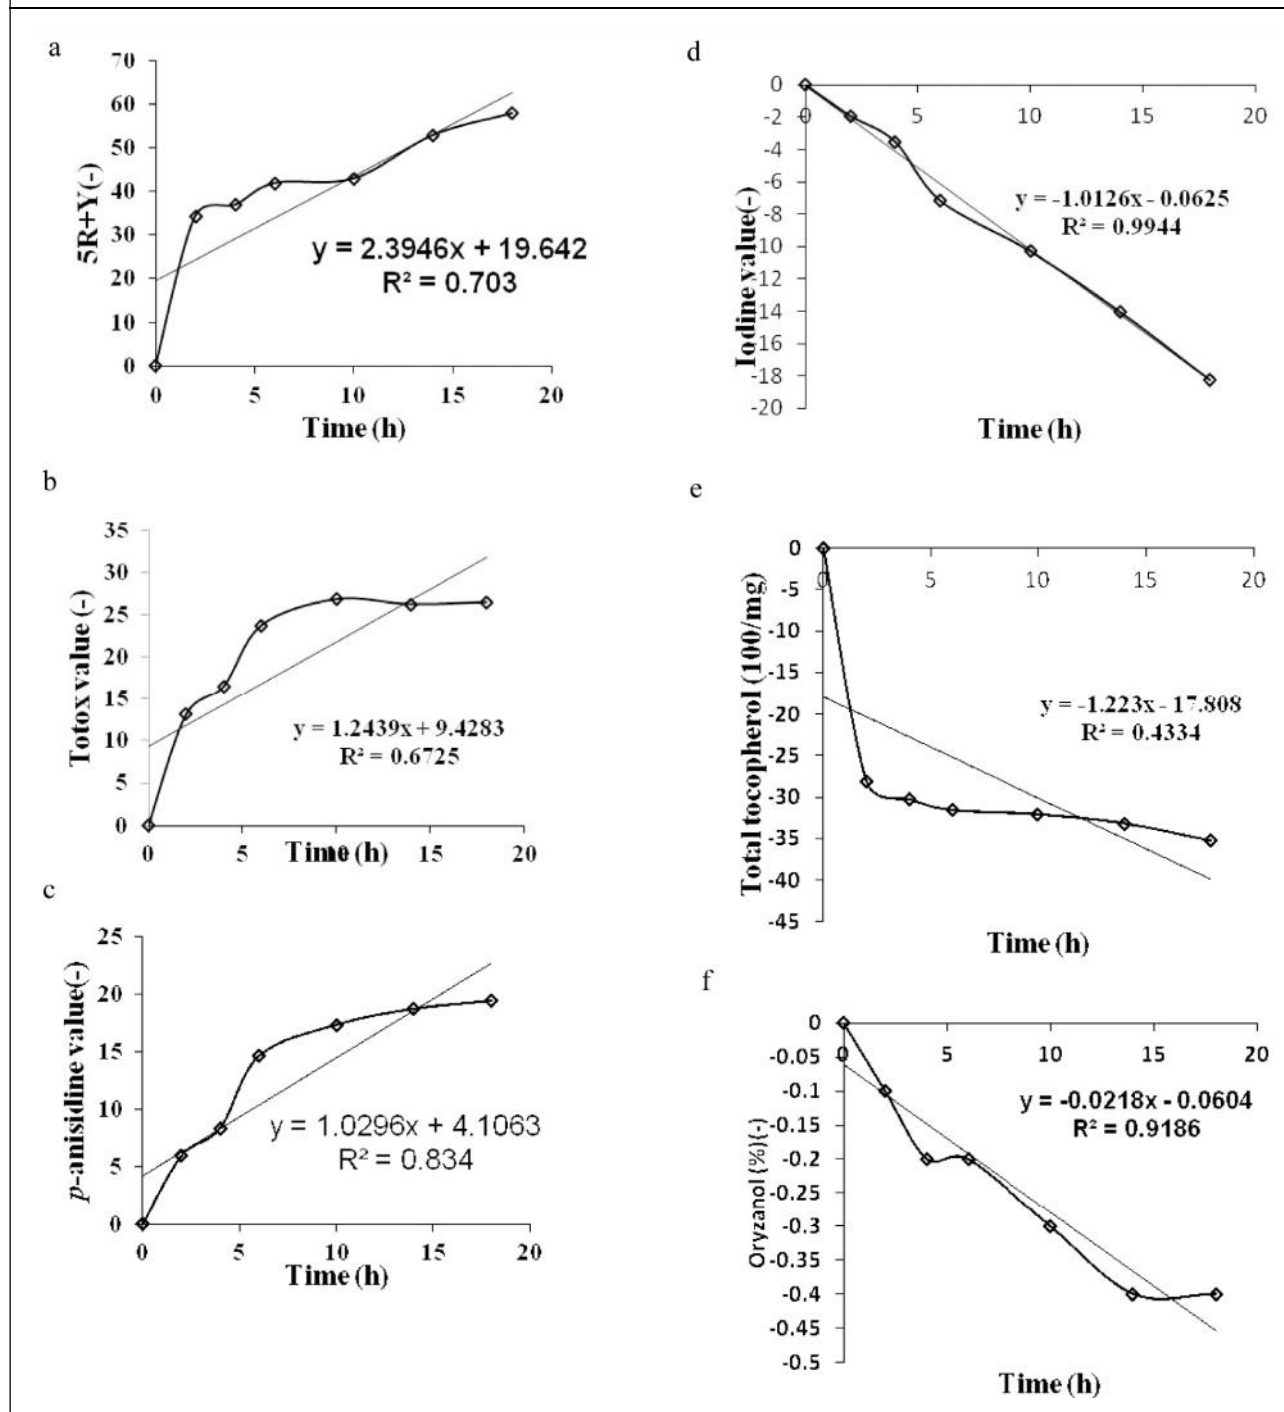 a
70
60
50
40
30
20
10
0
5R+Y(-)
y = 2.3946x + 19.642
R² = 0.703
0 5 10 15 20
Time (h)
b
35
30
25
20
15
10
5
0
Totox value (-)
y = 1.2439x + 9.4283
R² = 0.6725
0 5 10 15 20
Time (h)
c
25
20
15
10
5
0
p-anisidine value(-)
y = 1.0296x + 4.1063
R² = 0.834
0 5 10 15 20
Time (h)
d
0
-2
-4
-6
-8
-10
-12
-14
-16
-18
-20
0 5 10 15 20
Iodine value(-)
y = -1.0126x - 0.0625
R² = 0.9944
Time (h)
e
0
-5
-10
-15
-20
-25
-30
-35
-40
-45
0 5 10 15 20
Total tocopherol (100/mg)
y = -1.223x - 17.808
R² = 0.4334
Time (h)
f
0
-0.05
-0.1
-0.15
-0.2
-0.25
-0.3
-0.35
-0.4
-0.45
-0.5
0 5 10 15 20
Oryzanol (%)(-)
y = -0.0218x - 0.0604
R² = 0.9186
Time (h)